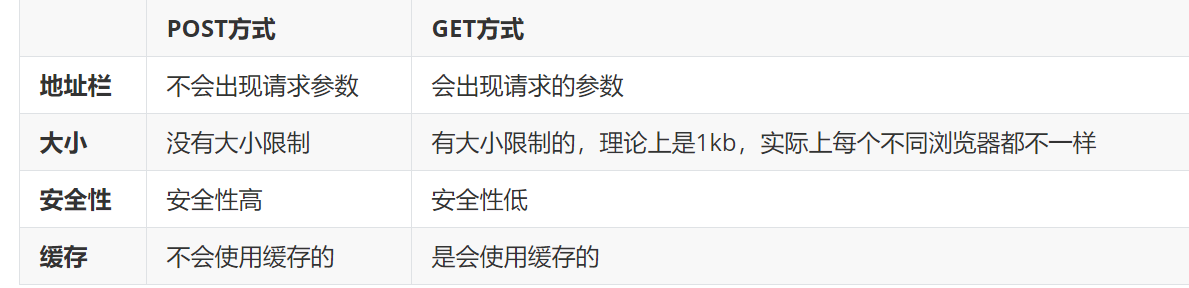 POST方式 GET方式
地址栏 不会出现请求参数 会出现请求的参数
大小 没有大小限制 有大小限制的，理论上是1kb，实际上每个不同浏览器都不一样
安全性 安全性高 安全性低
缓存 不会使用缓存的 是会使用缓存的